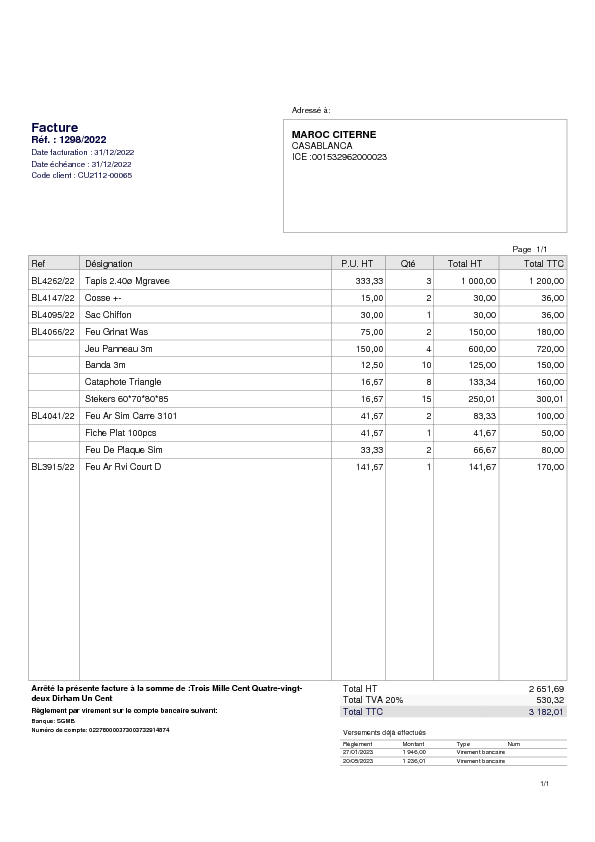 Adressé à:
Facture
Réf. : 1298/2022
Date facturation : 31/12/2022
Date échéance : 31/12/2022
Code client : CU2112-00065
MAROC CITERNE
CASABLANCA
ICE :001532962000023
Page 1/1
Ref Désignation P.U. HT Qté Total HT Total TTC
BL4262/22 Tapis 2.40ø Mgravee 333,33 3 1 000,00 1 200,00
BL4147/22 Cosse +- 15,00 2 30,00 36,00
BL4095/22 Sac Chiffon 30,00 1 30,00 36,00
BL4066/22 Feu Grinat Was 75,00 2 150,00 180,00
Jeu Panneau 3m 150,00 4 600,00 720,00
Banda 3m 12,50 10 125,00 150,00
Cataphote Triangle 16,67 8 133,34 160,00
Stekers 60*70*80*85 16,67 15 250,01 300,01
BL4041/22 Feu Ar Sim Carre 3101 41,67 2 83,33 100,00
Fiche Plat 100pcs 41,67 1 41,67 50,00
Feu De Plaque Sim 33,33 2 66,67 80,00
BL3915/22 Feu Ar Rvi Court D 141,67 1 141,67 170,00
Arrêté la présente facture à la somme de :Trois Mille Cent Quatre-vingt-
deux Dirham Un Cent
Règlement par virement sur le compte bancaire suivant:
Banque: SGMB
Numéro de compte: 
Total HT 2 651,69
Total TVA 20% 530,32
Total TTC 3 182,01
Versements déjà effectués
Règlement Montant Type Num
27/01/2023 1 946,00 Virement bancaire
20/05/2023 1 236,01 Virement bancaire
1/1